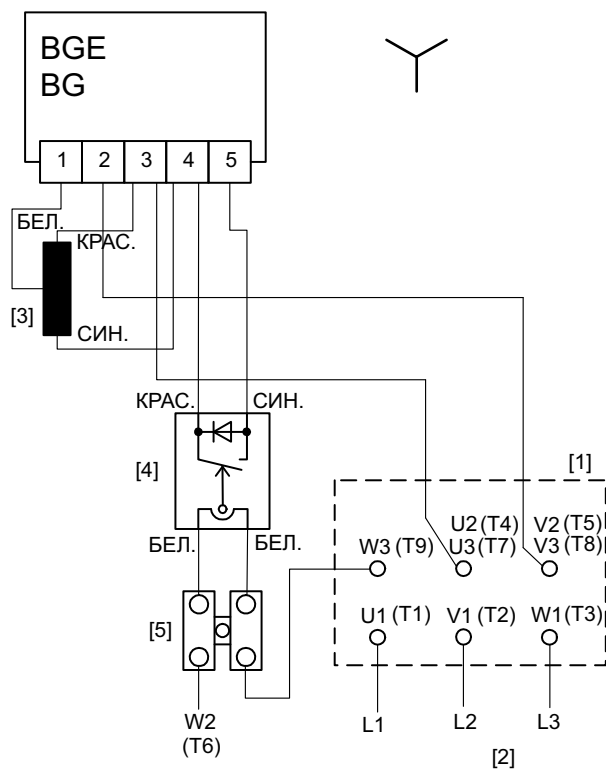 BGE
BG
1 2 3 4 5
БЕЛ.
КРАС.
[3]
СИН.
КРАС. СИН.
[4]
[1]
БЕЛ. БЕЛ.
U2 (T4) V2 (T5)
W3 (T9) U3 (T7) V3 (T8)
[5]
U1 (T1) V1 (T2) W1 (T3)
W2
(T6)
L1 L2 L3
[2]